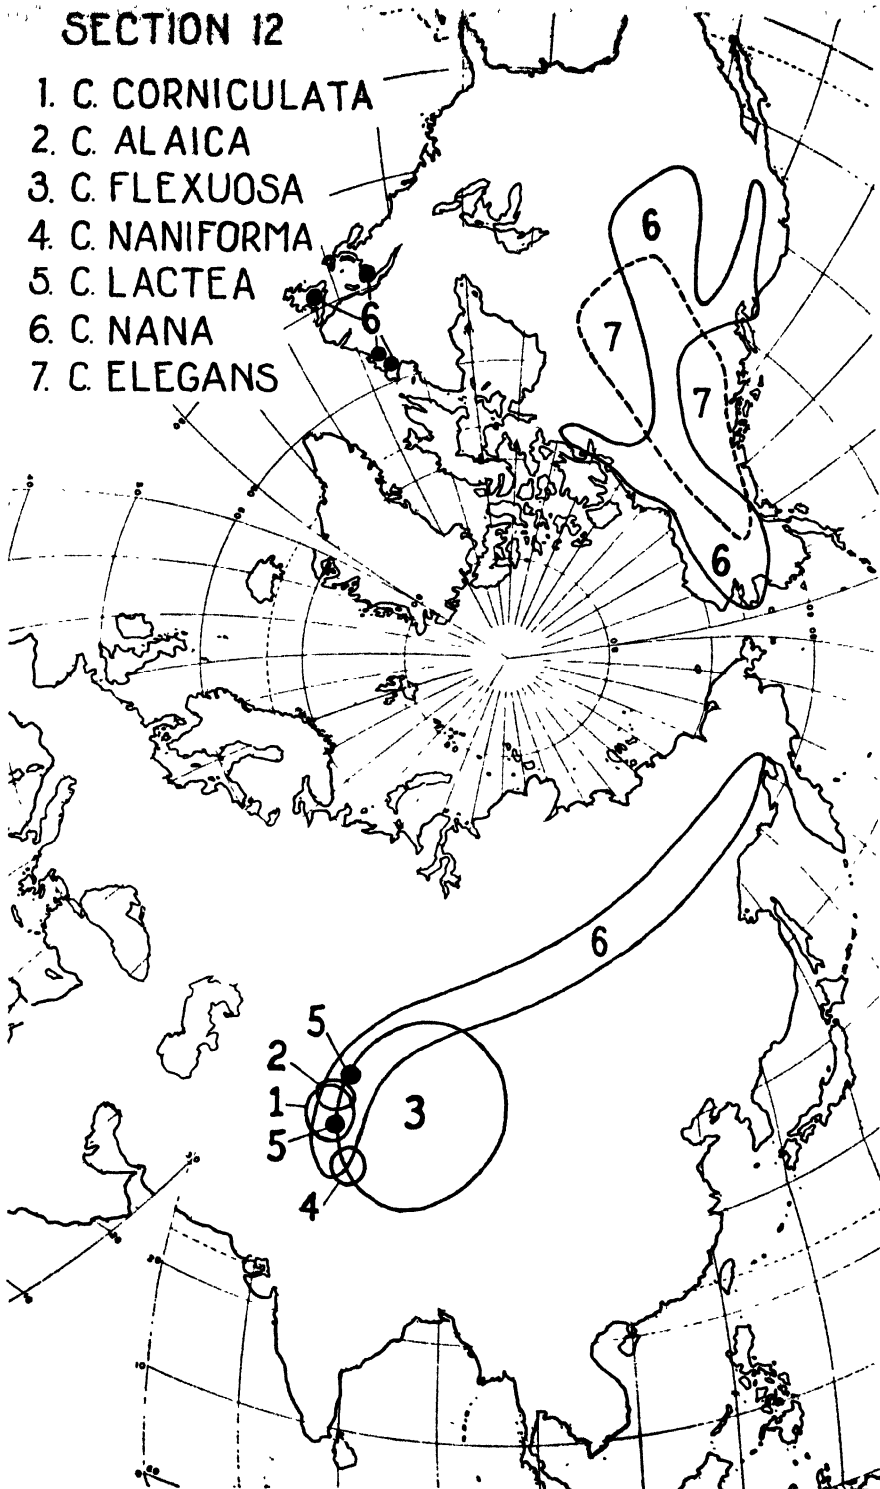 SECTION 12
1. C. CORNICULATA
2. C. ALAICA
3. C. FLEXUOSA
4. C. NANIFORMA
5. C. LACTEA
6. C. NANA
7. C. ELEGANS
6
6
7
7
6
6
5
2
1
3
5
4